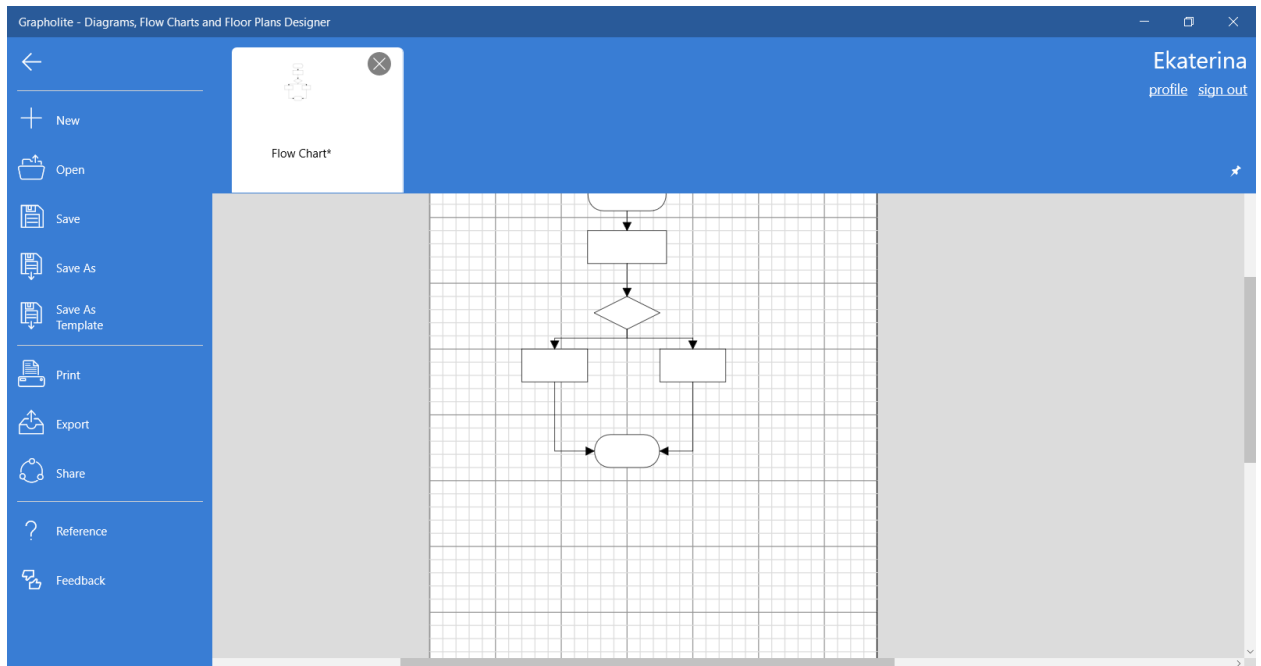 Grapholite - Diagrams, Flow Charts and Floor Plans Designer
Ekaterina
profile sign out
New
Open
Save
Save As
Save As
Template
Print
Export
Share
Reference
Feedback
Flow Chart*